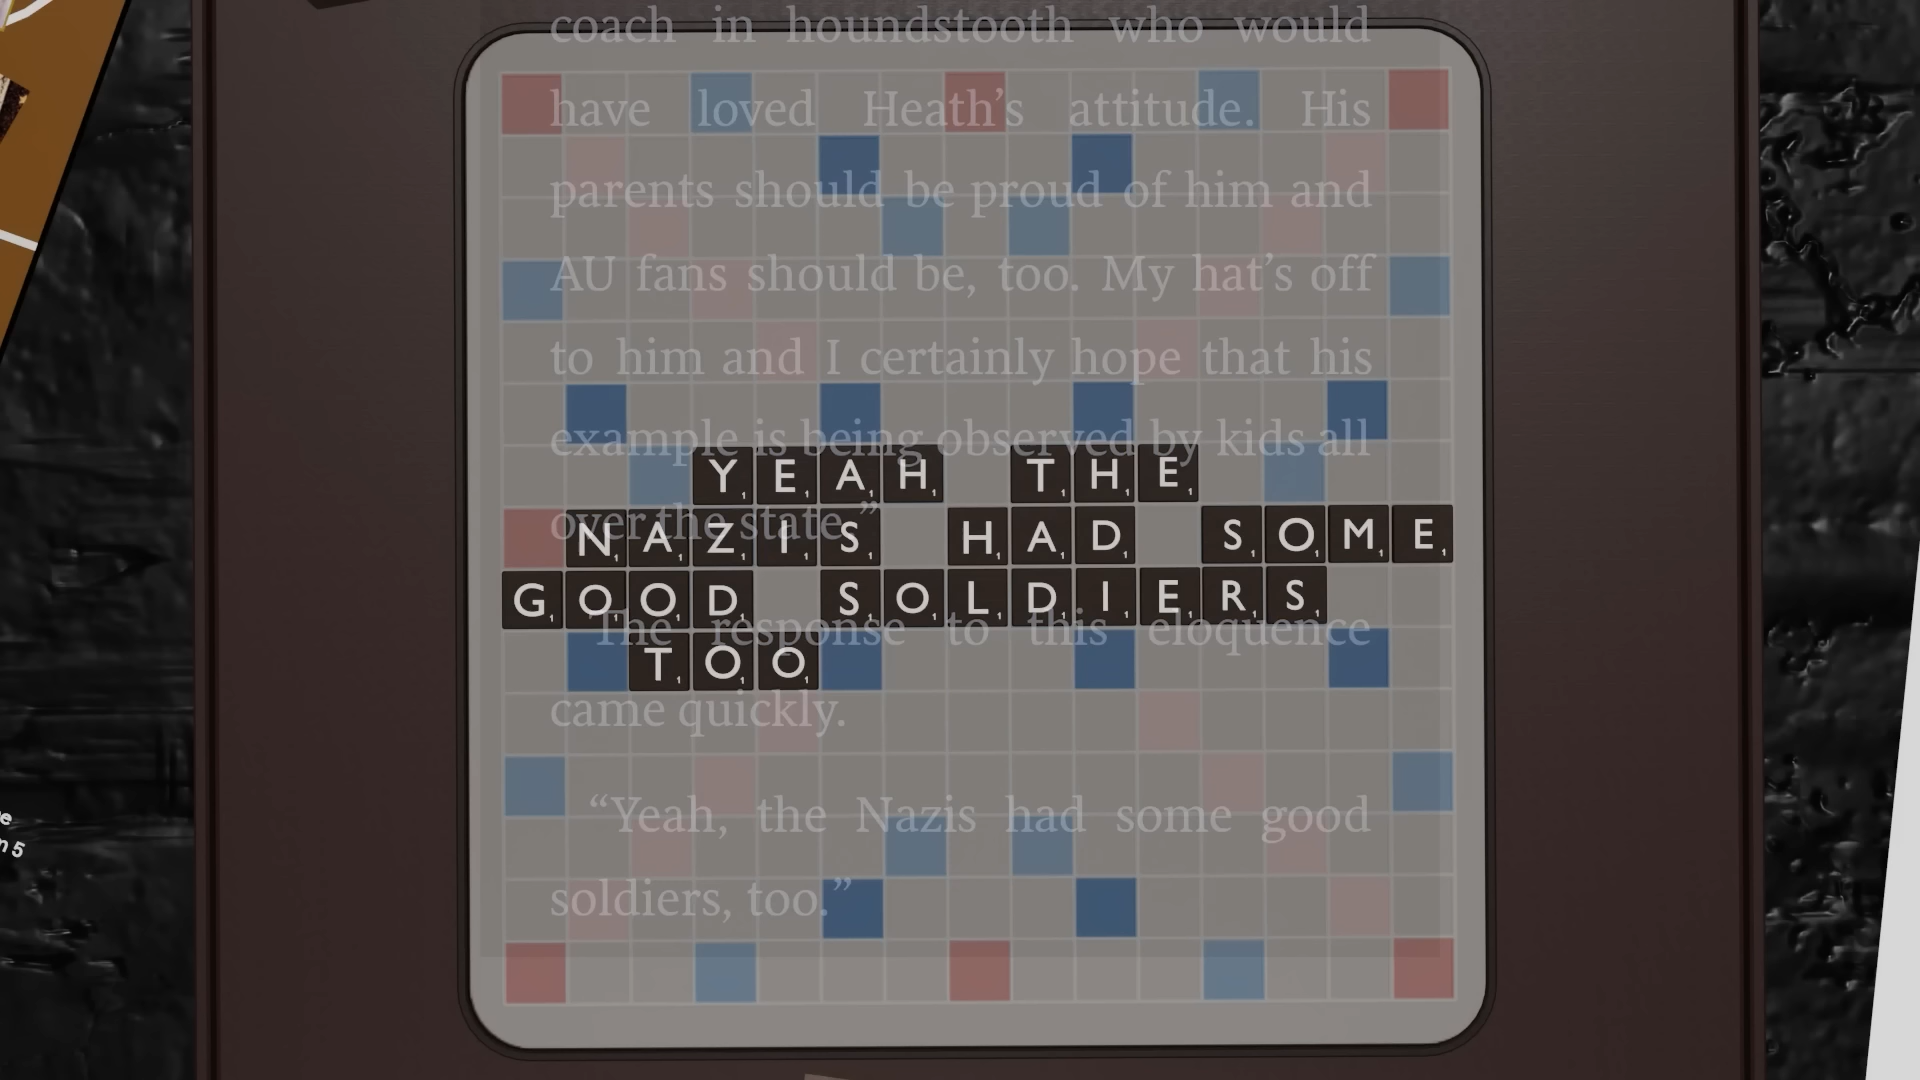 coach in houndstooth who would
have loved Heath's attitude. His
parents should be proud of him and
AU fans should be, too. My hat's off
to him and I certainly hope that his
example is being observed by kids all
over the state.”
The response to this eloquence
came quickly.
“Yeah, the Nazis had some good
soldiers, too.”
YEAH THE
NAZIS HAD SOME
GOOD SOLDIERS
TOO